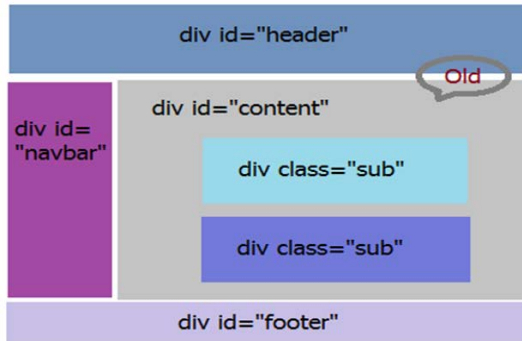 div id="header"
Old
div id=
"navbar"
div id="content"
div class="sub"
div class="sub"
div id="footer"